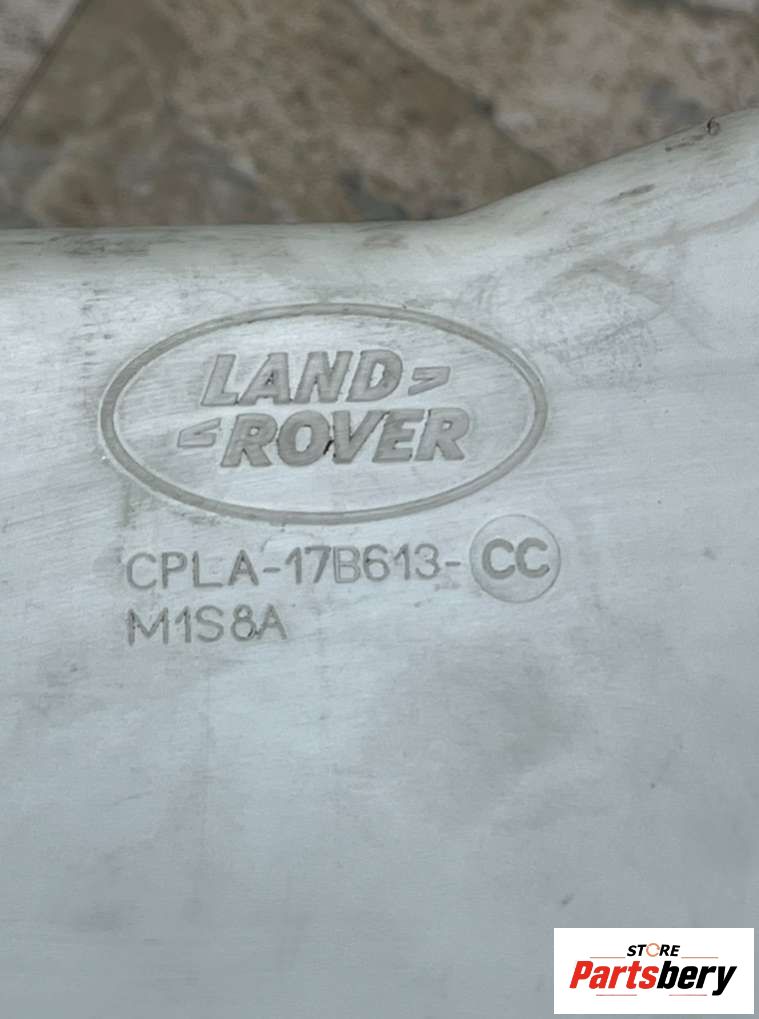 LAND
ROVER
CPLA-17B613-CC
M1S8A
STORE
Partsbery